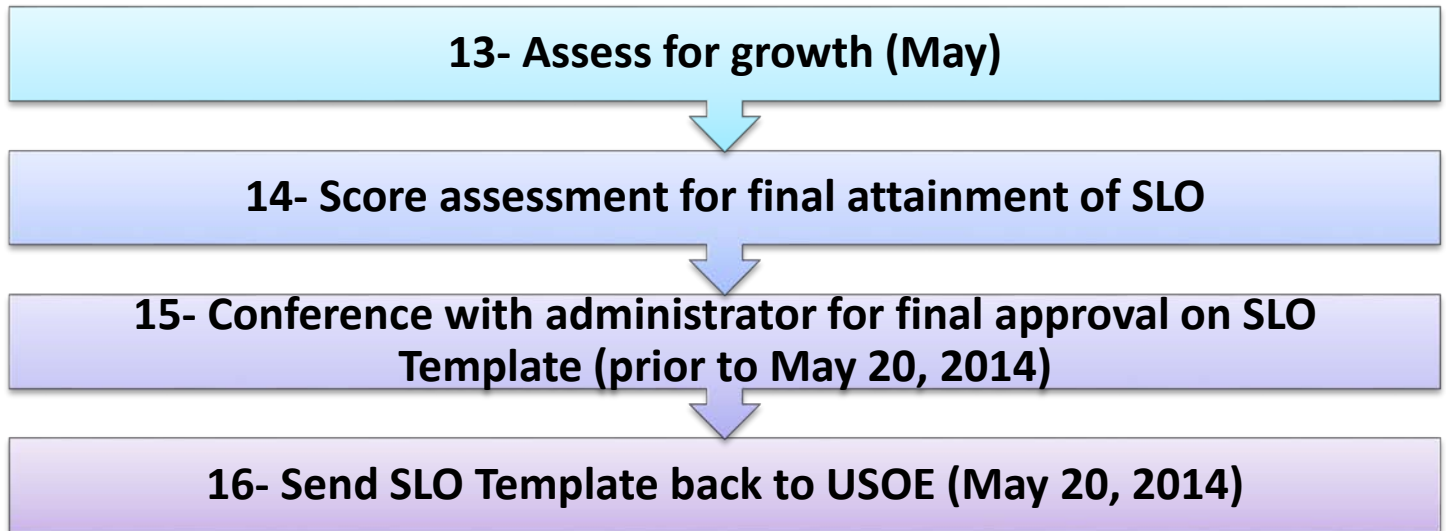 13- Assess for growth (May)
14- Score assessment for final attainment of SLO
15- Conference with administrator for final approval on SLO
Template (prior to May 20, 2014)
16- Send SLO Template back to USOE (May 20, 2014)